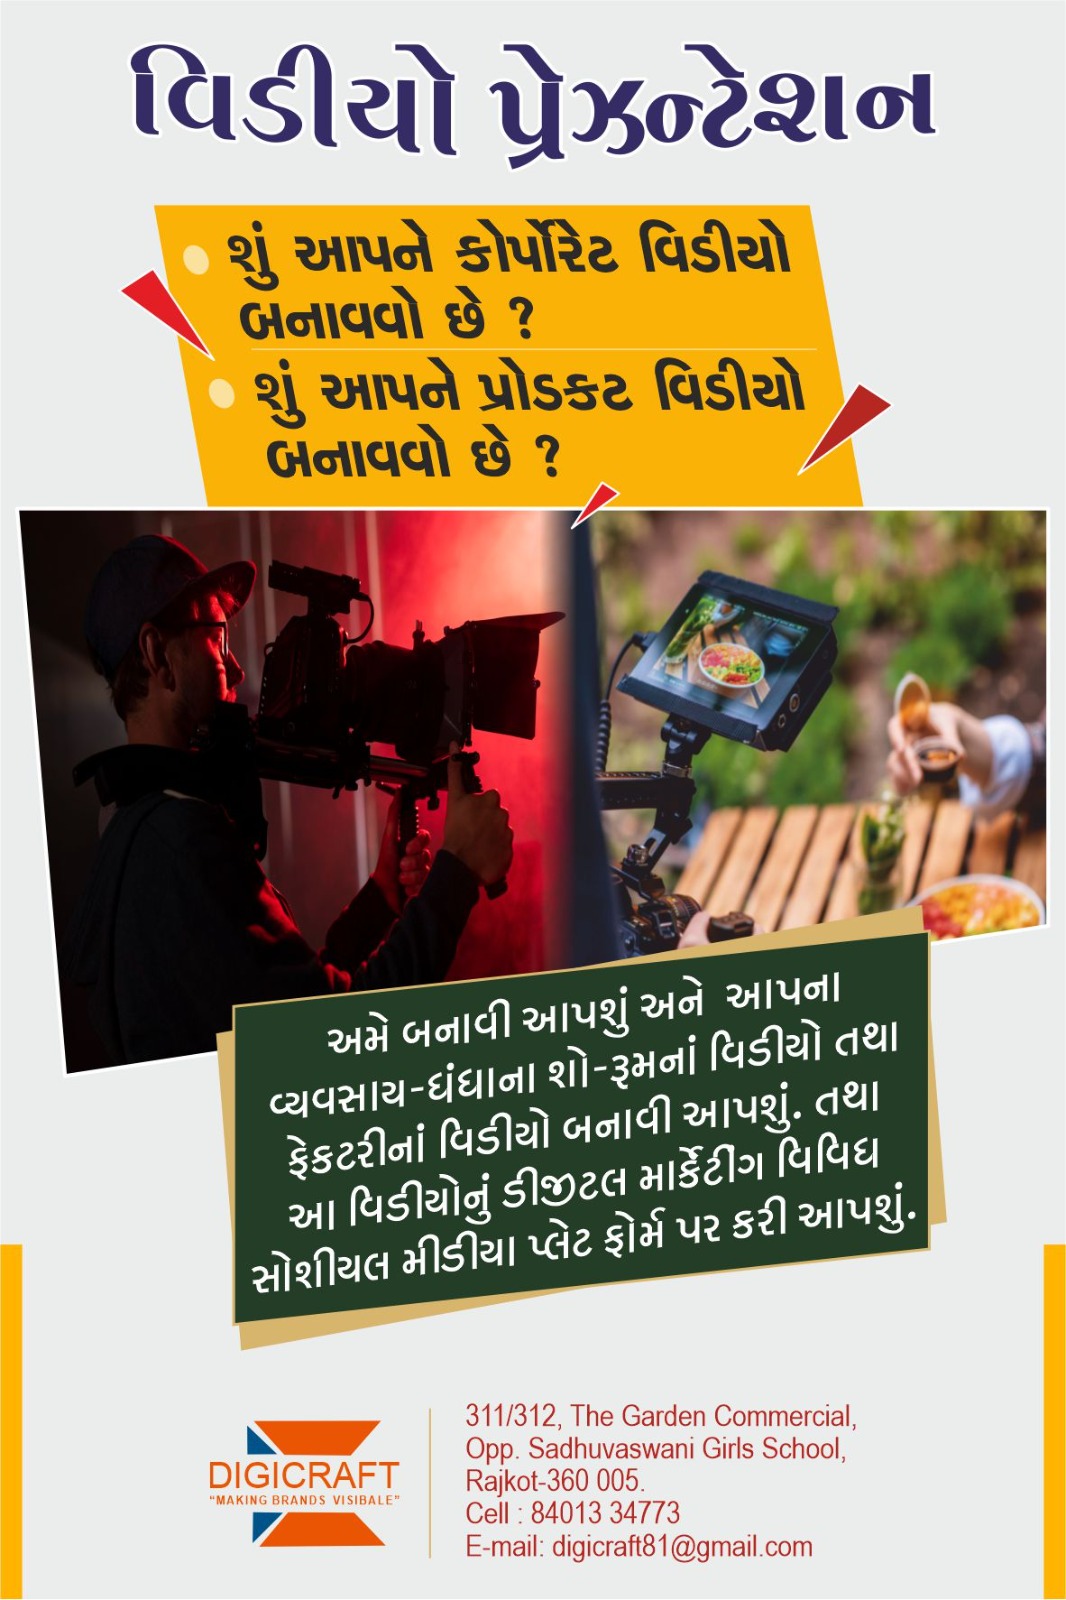 વિડીયો પ્રેઝન્ટેશન
શું આપને કોર્પોરેટ વિડીયો
બનાવવો છે ?
શું આપને પ્રોડકટ વિડીયો
બનાવવો છે ?
અમે બનાવી આપશું અને આપના
વ્યવસાય-ધંધાના શો-રૂમનાં વિડીયો તથા
ફેકટરીનાં વિડીયો બનાવી આપશું. તથા
આ વિડીયોનું ડીજીટલ માર્કેટીંગ વિવિધ
સોશીયલ મીડીયા પ્લેટ ફોર્મ પર કરી આપશું.
DIGICRAFT
"MAKING BRANDS VISIBALE"
311/312, The Garden Commercial,
Opp. Sadhuvaswani Girls School,
Rajkot-360 005.
Cell : 84013 34773
E-mail: digicraft81@gmail.com